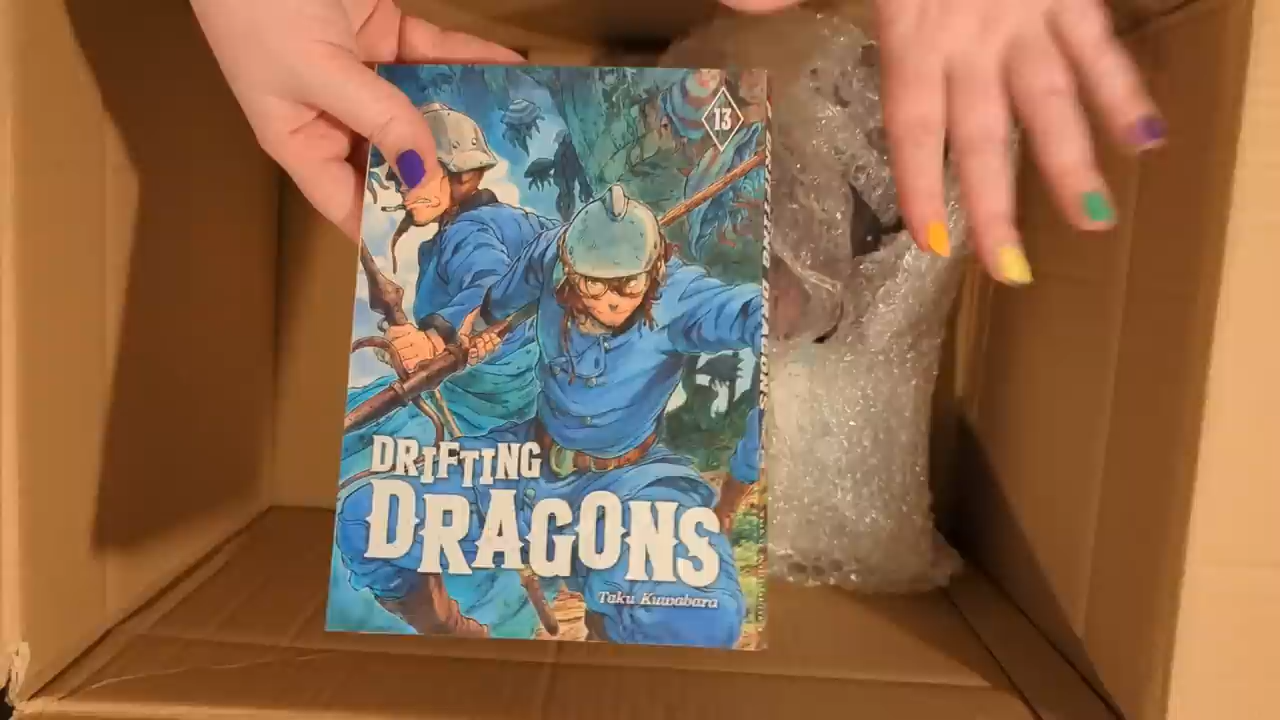 13
DRIFTING
DRAGONS
Taku Kuwabara
DRIFTING DRAGONS